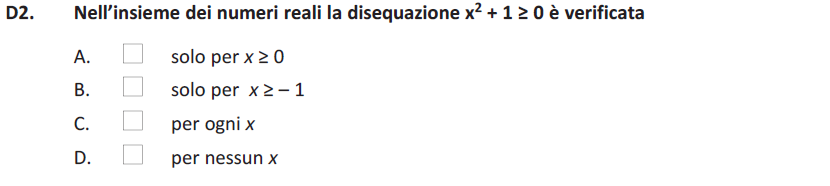 D2. Nell’insieme dei numeri reali la disequazione x² + 1 ≥ 0 è verificata
A. solo per x ≥ 0
B. solo per x ≥ – 1
C. per ogni x
D. per nessun x